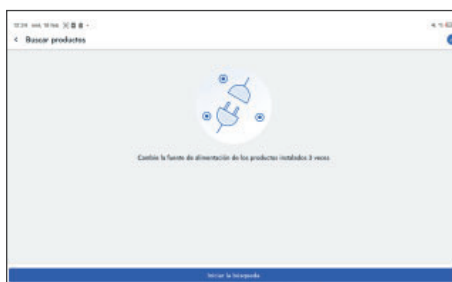 Buscar productos
Cambie la fuente de alimentación de los productos instalados 3 veces
Iniciar la búsqueda